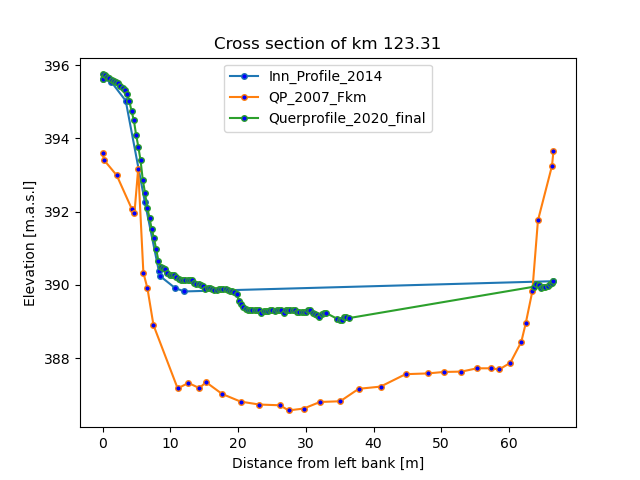 Cross section of km 123.31
Inn_Profile_2014
QP_2007_Fkm
Querprofile_2020_final
Elevation [m.a.s.l]
396
394
392
390
388
0 10 20 30 40 50 60
Distance from left bank [m]